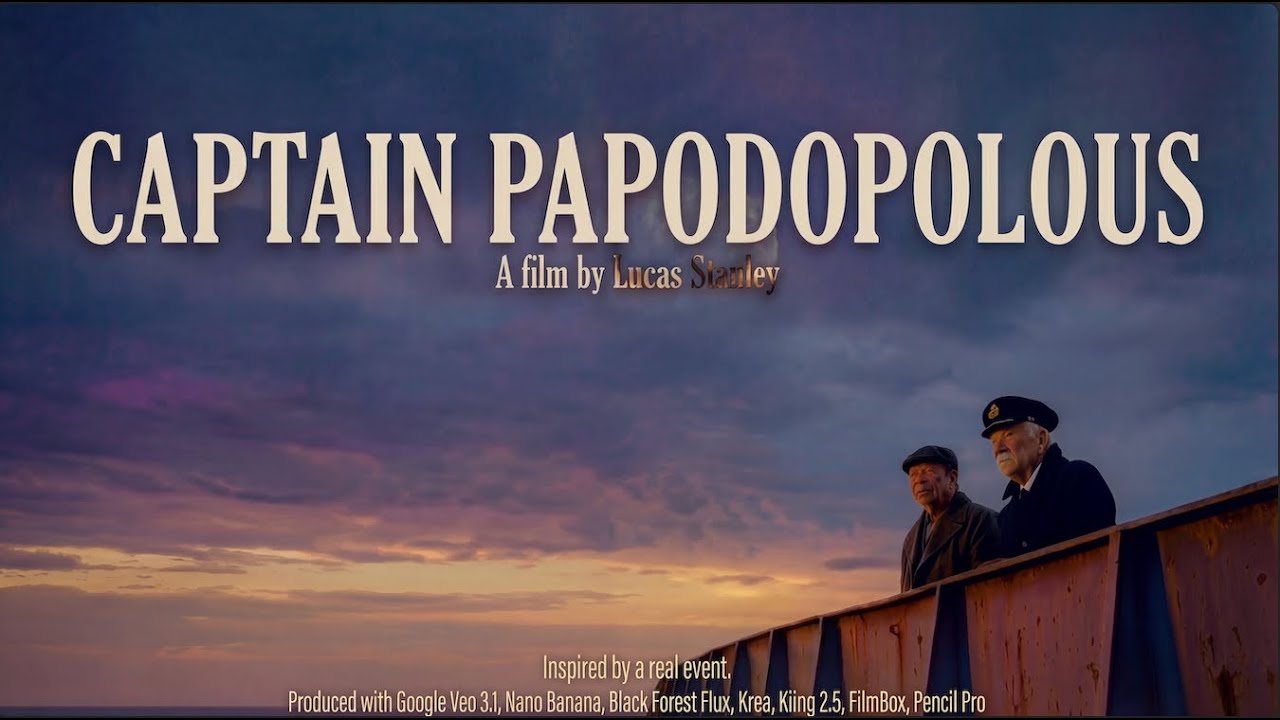 CAPTAIN PAPODOPOLOUS
A film by Lucas Stanley
Inspired by a real event.
Produced with Google Veo 3.1, Nano Banana, Black Forest Flux, Krea, Kiing 2.5, FilmBox, Pencil Pro